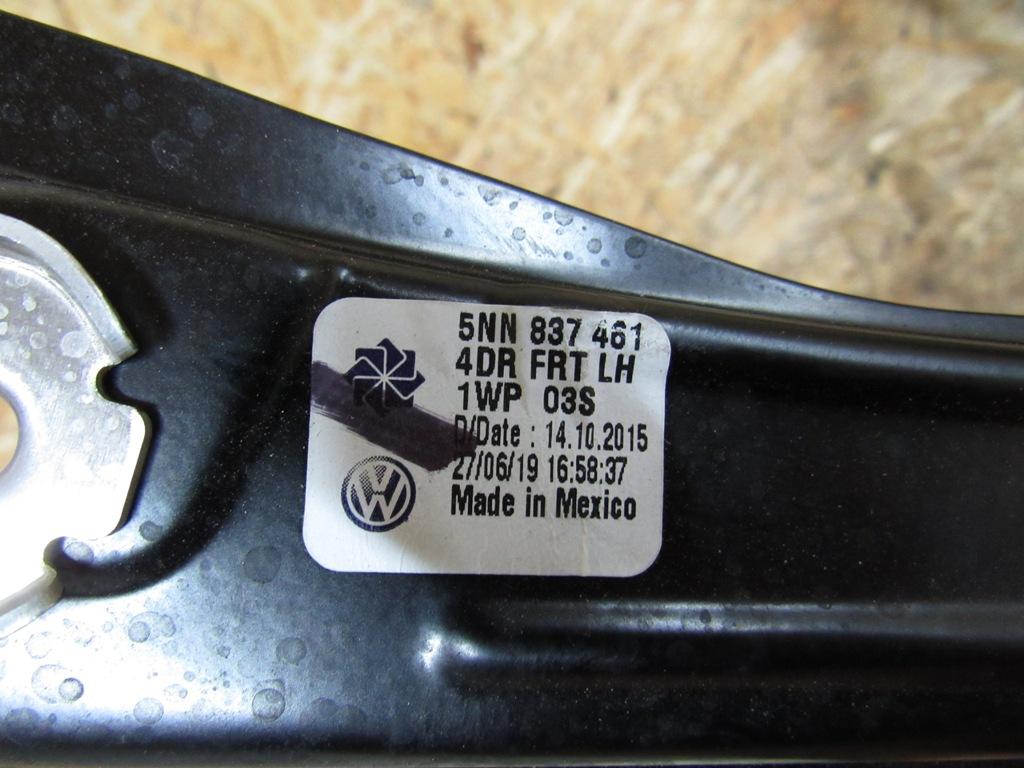 5NN 837 461
4DR FRT LH
1WP 03S
D/Date : 14.10.2015
27/06/19 16:58:37
Made in Mexico